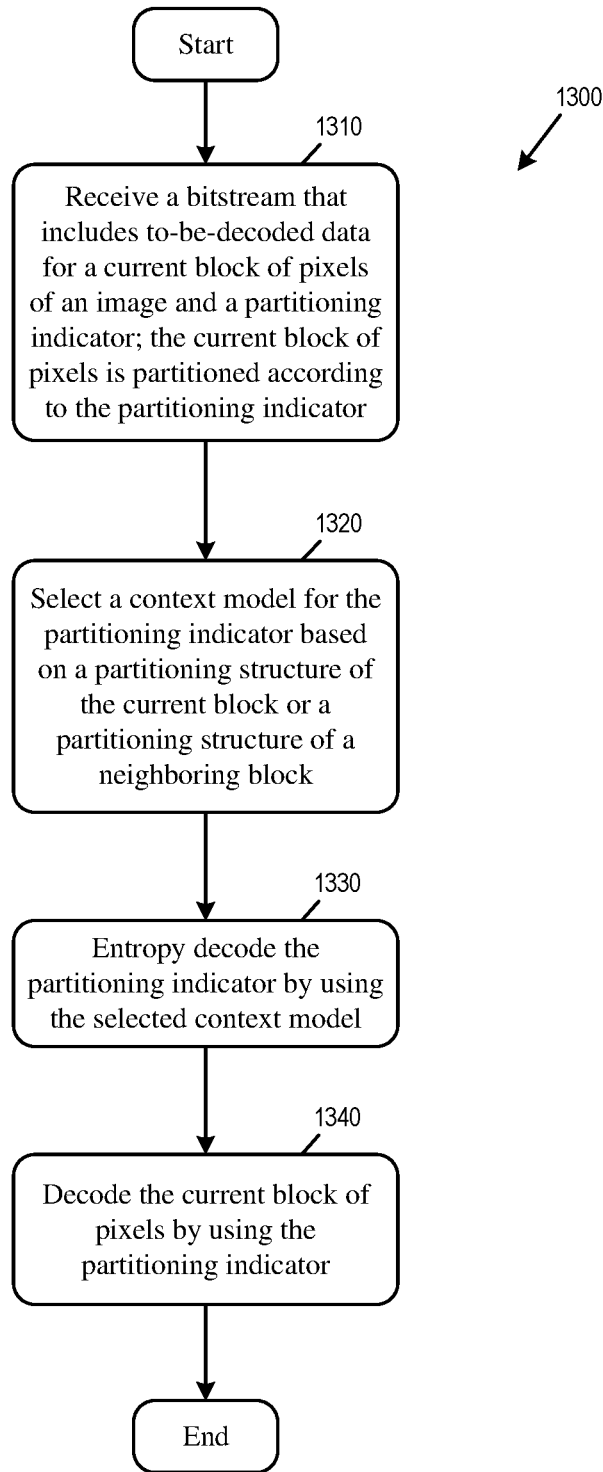 Start
1300
1310
Receive a bitstream that
includes to-be-decoded data
for a current block of pixels
of an image and a partitioning
indicator; the current block of
pixels is partitioned according
to the partitioning indicator
1320
Select a context model for the
partitioning indicator based
on a partitioning structure of
the current block or a
partitioning structure of a
neighboring block
1330
Entropy decode the
partitioning indicator by using
the selected context model
1340
Decode the current block of
pixels by using the
partitioning indicator
End